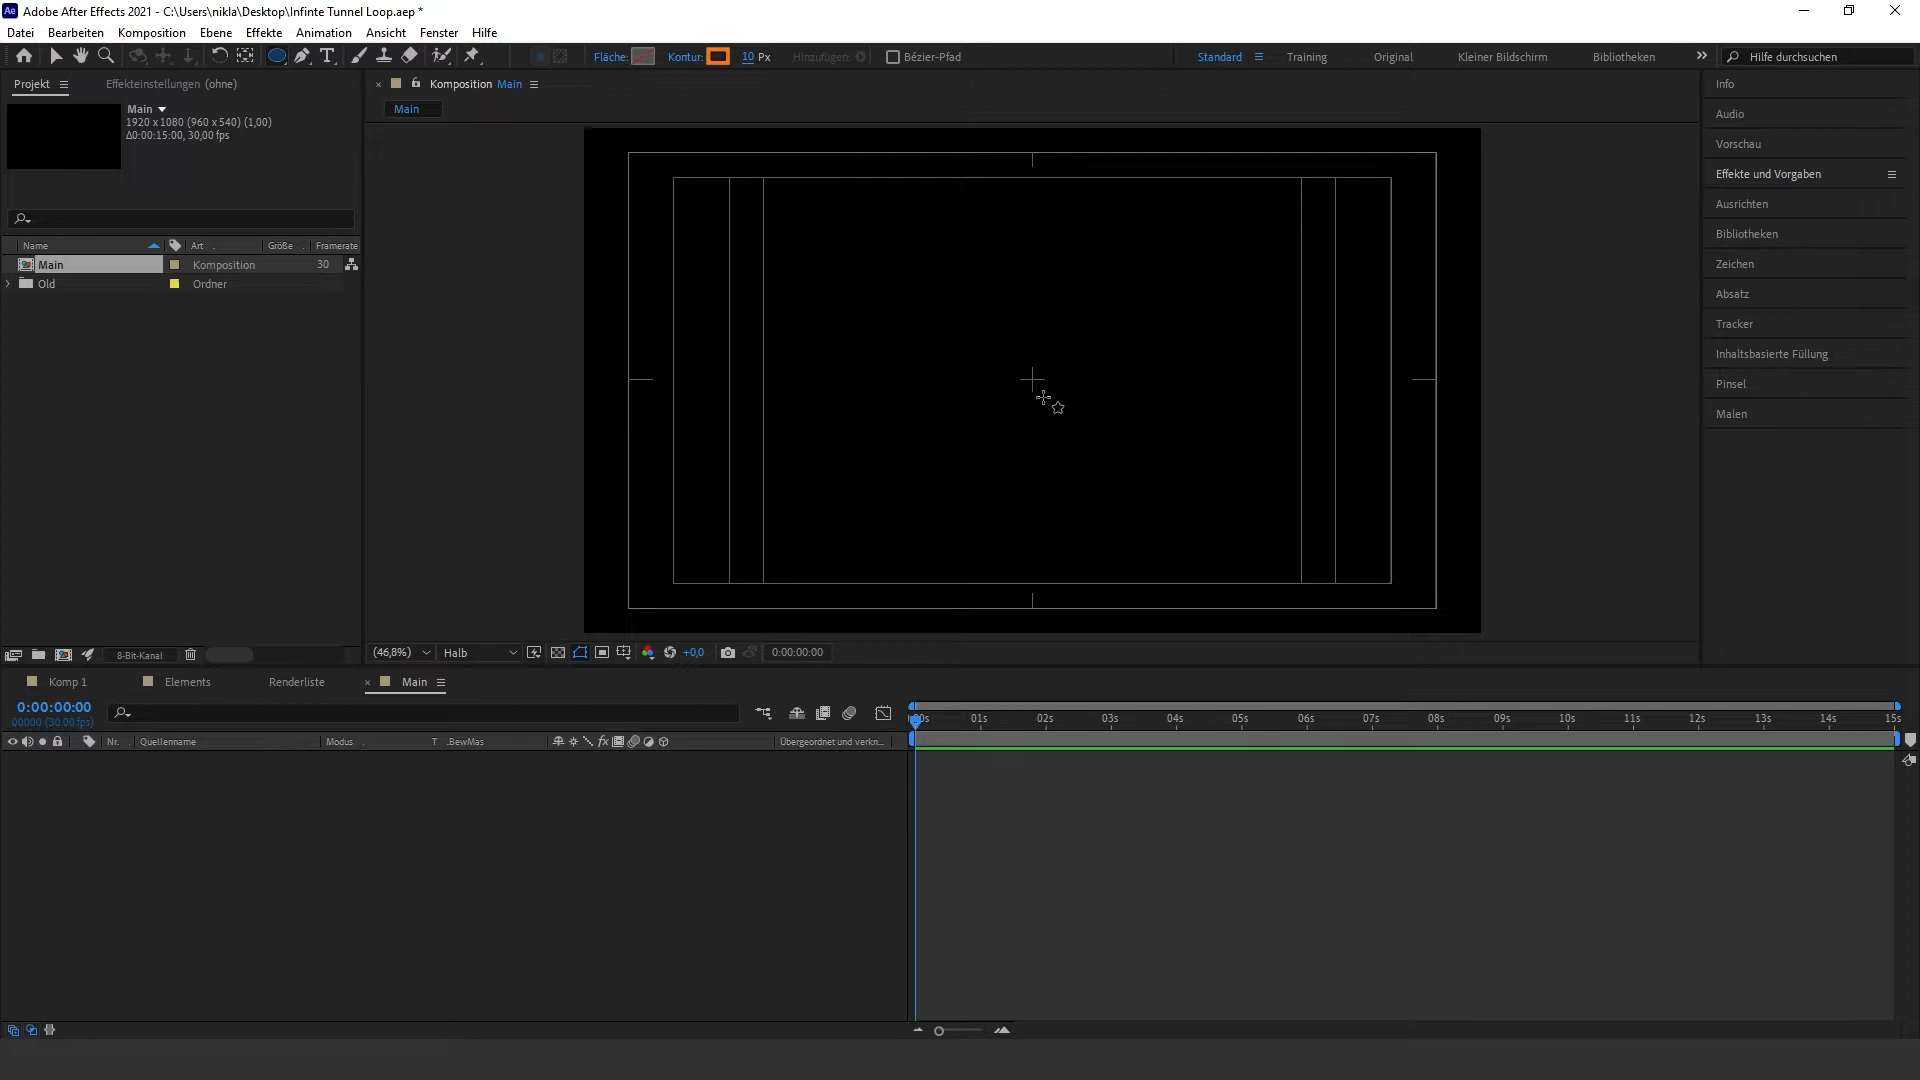 Ae Adobe After Effects 2021 - C:\Users\nikla\Desktop\Infinte Tunnel Loop.aep *
Datei Bearbeiten Komposition Ebene Effekte Animation Ansicht Fenster Hilfe
Fläche: Kontur: 10 Px Hinzufügen: Bézier-Pfad Standard Training Original Kleiner Bildschirm Bibliotheken Hilfe durchsuchen
Projekt Effekteinstellungen (ohne)
Main
1920 x 1080 (960 x 540) (1,00)
Δ0:00:15:00, 30,00 fps
Name Art Größe Framerate
Main Komposition 30
Old Ordner
8-Bit-Kanal
Komposition Main
Main
(46,8%) Halb +0,0 0:00:00:00
Info
Audio
Vorschau
Effekte und Vorgaben
Ausrichten
Bibliotheken
Zeichen
Absatz
Tracker
Inhaltsbasierte Füllung
Pinsel
Malen
Komp 1 Elements Renderliste Main
0:00:00:00
00000 (30.00 fps)
00s 01s 02s 03s 04s 05s 06s 07s 08s 09s 10s 11s 12s 13s 14s 15s
Nr. Quellenname Modus T .BewMas fx Übergeordnet und verkn...